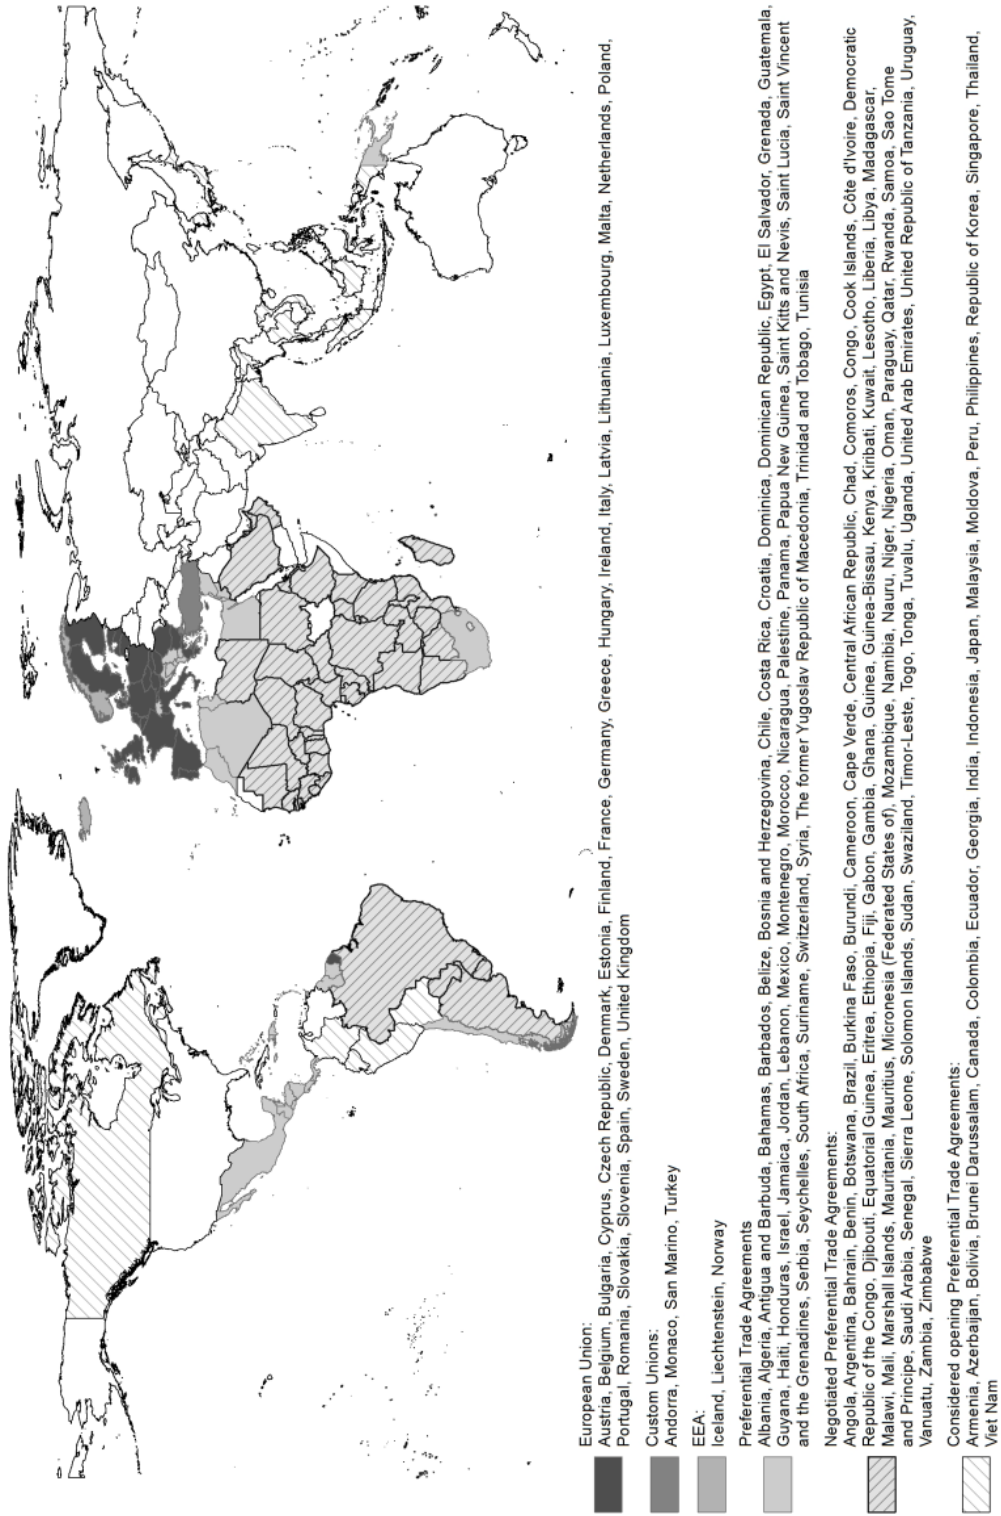 European Union:
Austria, Belgium, Bulgaria, Cyprus, Czech Republic, Denmark, Estonia, Finland, France, Germany, Greece, Hungary, Ireland, Italy, Latvia, Lithuania, Luxembourg, Malta, Netherlands, Poland,
Portugal, Romania, Slovakia, Slovenia, Spain, Sweden, United Kingdom
Custom Unions:
Andorra, Monaco, San Marino, Turkey
EEA:
Iceland, Liechtenstein, Norway
Preferential Trade Agreements
Albania, Algeria, Antigua and Barbuda, Bahamas, Barbados, Belize, Bosnia and Herzegovina, Chile, Costa Rica, Croatia, Dominica, Dominican Republic, Egypt, El Salvador, Grenada, Guatemala,
Guyana, Haiti, Honduras, Israel, Jamaica, Jordan, Lebanon, Mexico, Montenegro, Morocco, Nicaragua, Palestine, Panama, Papua New Guinea, Saint Kitts and Nevis, Saint Lucia, Saint Vincent
and the Grenadines, Serbia, Seychelles, South Africa, Suriname, Switzerland, Syria, The former Yugoslav Republic of Macedonia, Trinidad and Tobago, Tunisia
Negotiated Preferential Trade Agreements:
Angola, Argentina, Bahrain, Benin, Botswana, Brazil, Burkina Faso, Burundi, Cameroon, Cape Verde, Central African Republic, Chad, Comoros, Congo, Cook Islands, Côte d'Ivoire, Democratic
Republic of the Congo, Djibouti, Equatorial Guinea, Eritrea, Ethiopia, Fiji, Gabon, Gambia, Ghana, Guinea, Guinea-Bissau, Kenya, Kiribati, Kuwait, Lesotho, Liberia, Libya, Madagascar,
Malawi, Mali, Marshall Islands, Mauritania, Mauritius, Micronesia (Federated States of), Mozambique, Namibia, Nauru, Niger, Nigeria, Oman, Paraguay, Qatar, Rwanda, Samoa, Sao Tome
and Principe, Saudi Arabia, Senegal, Sierra Leone, Solomon Islands, Sudan, Swaziland, Timor-Leste, Togo, Tonga, Tuvalu, Uganda, United Arab Emirates, United Republic of Tanzania, Uruguay,
Vanuatu, Zambia, Zimbabwe
Considered opening Preferential Trade Agreements:
Armenia, Azerbaijan, Bolivia, Brunei Darussalam, Canada, Colombia, Ecuador, Georgia, India, Indonesia, Japan, Malaysia, Moldova, Peru, Philippines, Republic of Korea, Singapore, Thailand,
Viet Nam